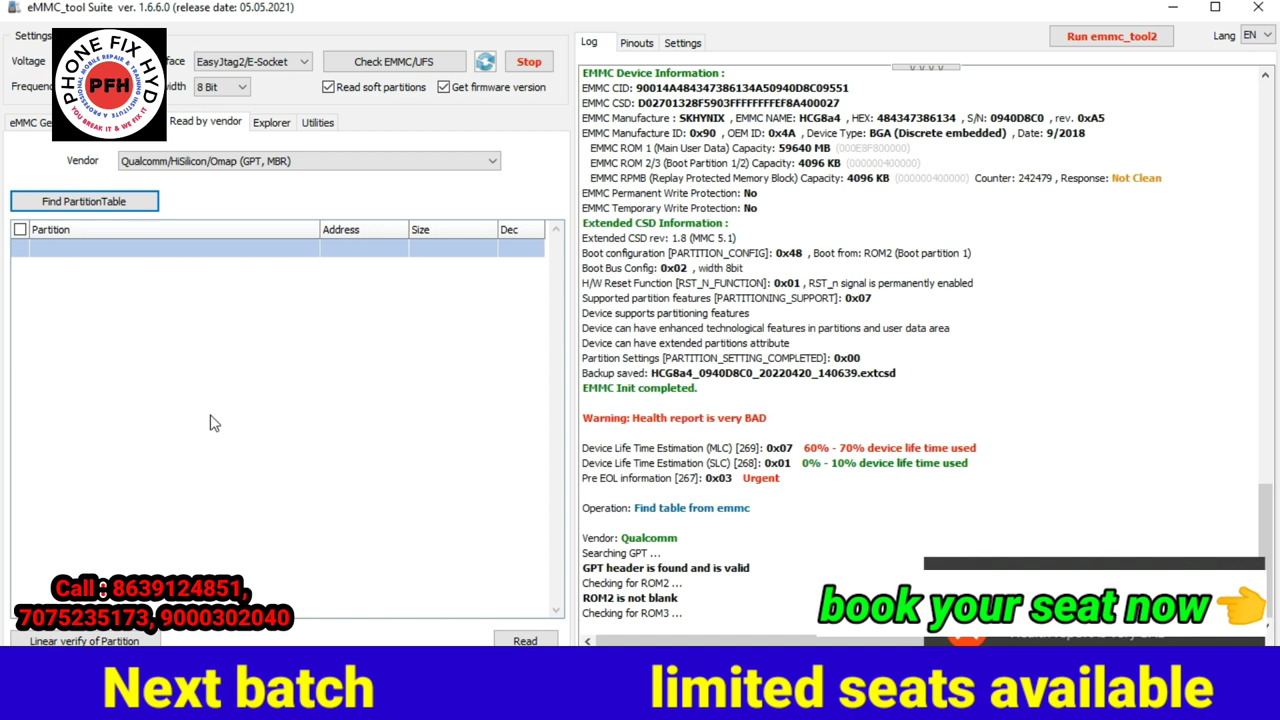 eMMC_tool Suite ver. 1.6.6.0 (release date: 05.05.2021)
Settings
Voltage
face EasyJtag2/E-Socket
Check EMMC/UFS
Stop
Frequen
width 8 Bit
Read soft partitions
Get firmware version
PHONE FIX HYD
PROFESSIONAL MOBILE REPAIR & TRAINING INSTITUTE
PFH
YOU BREAK IT & WE FIX IT
eMMC Ge
Read by vendor
Explorer
Utilities
Vendor Qualcomm/HiSilicon/Omap (GPT, MBR)
Find PartitionTable
Partition Address Size Dec
Call : 8639124851,
7075235173, 9000302040
Linear verify of Partition
Read
Log Pinouts Settings
Run emmc_tool2
Lang EN
EMMC Device Information :
EMMC CID: 90014A484347386134A50940D8C09551
EMMC CSD: D02701328F5903FFFFFFFFEF8A400027
EMMC Manufacture : SKHYNIX , EMMC NAME: HCG8a4 , HEX: 484347386134 , S/N: 0940D8C0 , rev. 0xA5
EMMC Manufacture ID: 0x90 , OEM ID: 0x4A , Device Type: BGA (Discrete embedded) , Date: 9/2018
EMMC ROM 1 (Main User Data) Capacity: 59640 MB (000E8F800000)
EMMC ROM 2/3 (Boot Partition 1/2) Capacity: 4096 KB (000000400000)
EMMC RPMB (Replay Protected Memory Block) Capacity: 4096 KB (000000400000) Counter: 242479 , Response: Not Clean
EMMC Permanent Write Protection: No
EMMC Temporary Write Protection: No
Extended CSD Information :
Extended CSD rev: 1.8 (MMC 5.1)
Boot configuration [PARTITION_CONFIG]: 0x48 , Boot from: ROM2 (Boot partition 1)
Boot Bus Config: 0x02 , width 8bit
H/W Reset Function [RST_N_FUNCTION]: 0x01 , RST_n signal is permanently enabled
Supported partition features [PARTITIONING_SUPPORT]: 0x07
Device supports partitioning features
Device can have enhanced technological features in partitions and user data area
Device can have extended partitions attribute
Partition Settings [PARTITION_SETTING_COMPLETED]: 0x00
Backup saved: HCG8a4_0940D8C0_20220420_140639.extcsd
EMMC Init completed.
Warning: Health report is very BAD
Device Life Time Estimation (MLC) [269]: 0x07 60% - 70% device life time used
Device Life Time Estimation (SLC) [268]: 0x01 0% - 10% device life time used
Pre EOL information [267]: 0x03 Urgent
Operation: Find table from emmc
Vendor: Qualcomm
Searching GPT ...
GPT header is found and is valid
Checking for ROM2 ...
ROM2 is not blank
Checking for ROM3 ...
book your seat now
Next batch
limited seats available